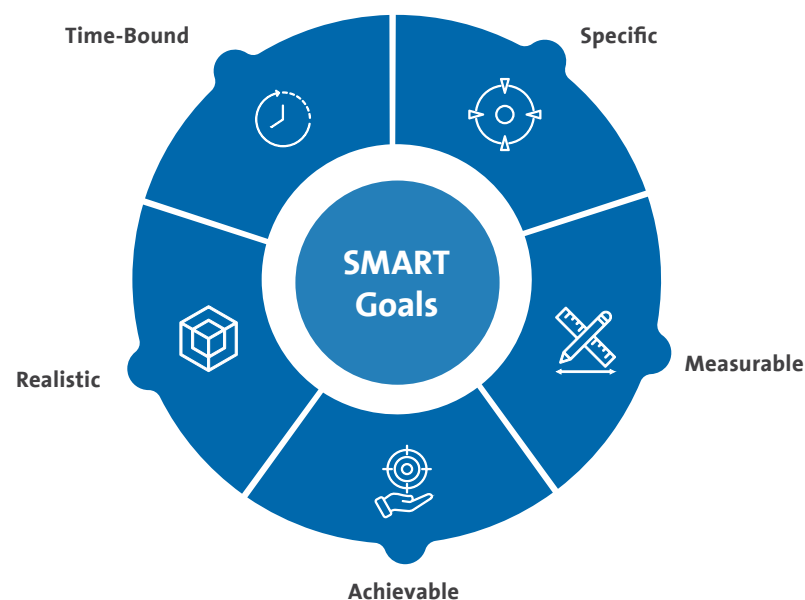 Time-Bound
Specific
SMART
Goals
Realistic
Measurable
Achievable